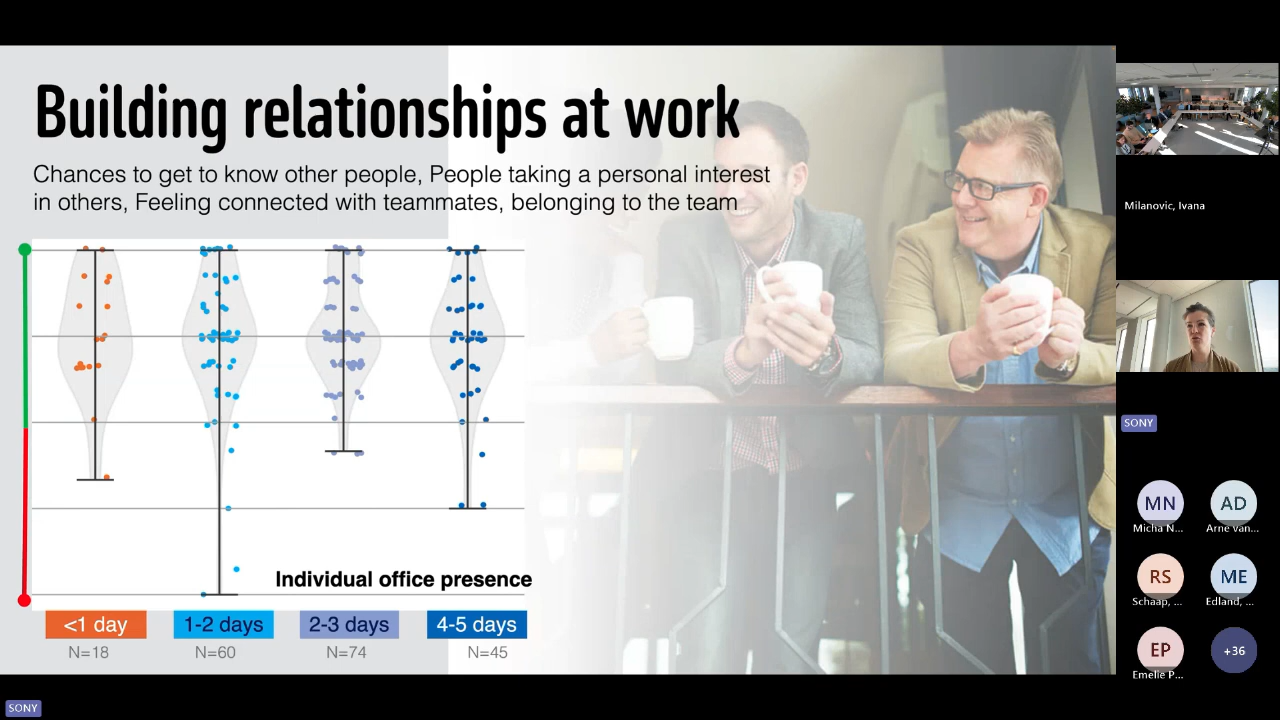 Building relationships at work
Chances to get to know other people, People taking a personal interest
in others, Feeling connected with teammates, belonging to the team
Individual office presence
<1 day
1-2 days
2-3 days
4-5 days
N=18
N=60
N=74
N=45
Milanovic, Ivana
SONY
MN
AD
Micha N...
Arne van...
RS
ME
Schaap, ...
Edland, ...
EP
+36
Emelie P...
SONY